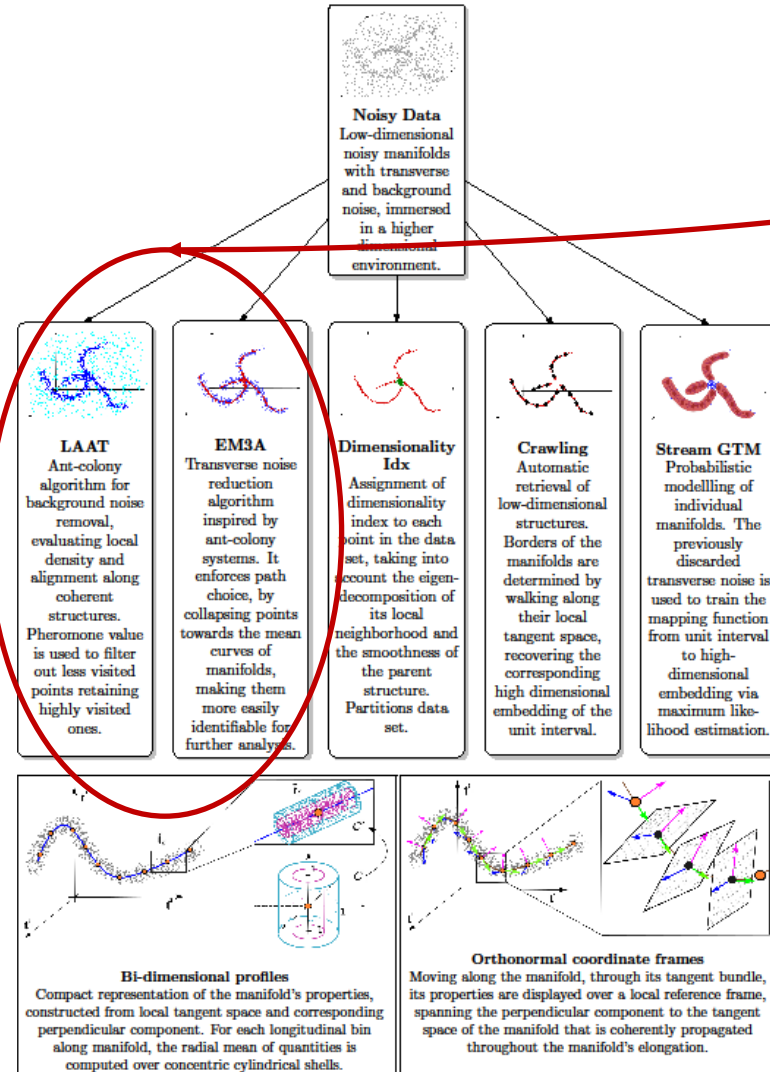 Noisy Data
Low-dimensional
noisy manifolds
with transverse
and background
noise, immersed
in a higher
dimensional
environment.
LAAT
Ant-colony
algorithm for
background noise
removal,
evaluating local
density and
alignment along
coherent
structures.
Pheromone value
is used to filter
out less visited
points retaining
highly visited
ones.
EM3A
Transverse noise
reduction
algorithm
inspired by
ant-colony
systems. It
enforces path
choice, by
collapsing points
towards the mean
curves of
manifolds,
making them
more easily
identifiable for
further analysis.
Dimensionality
Idx
Assignment of
dimensionality
index to each
point in the data
set, taking into
account the eigen-
decomposition of
its local
neighborhood and
the smoothness of
the parent
structure.
Partitions data
set.
Crawling
Automatic
retrieval of
low-dimensional
structures.
Borders of the
manifolds are
determined by
walking along
their local
tangent space,
recovering the
corresponding
high dimensional
embedding of the
unit interval.
Stream GTM
Probabilistic
modellling of
individual
manifolds. The
previously
discarded
transverse noise is
used to train the
mapping function
from unit interval
to high-
dimensional
embedding via
maximum like-
lihood estimation.
Bi-dimensional profiles
Compact representation of the manifold's properties,
constructed from local tangent space and corresponding
perpendicular component. For each longitudinal bin
along manifold, the radial mean of quantities is
computed over concentric cylindrical shells.
Orthonormal coordinate frames
Moving along the manifold, through its tangent bundle,
its properties are displayed over a local reference frame,
spanning the perpendicular component to the tangent
space of the manifold that is coherently propagated
throughout the manifold's elongation.